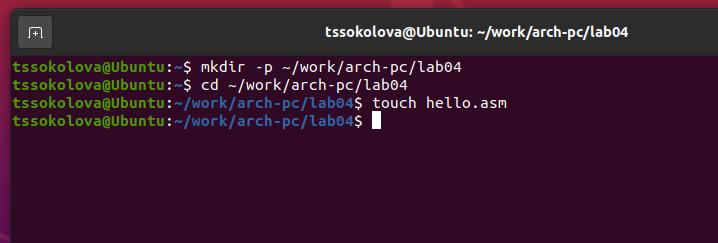 tssokolova@Ubuntu: ~/work/arch-pc/lab04
tssokolova@Ubuntu:~$ mkdir -p ~/work/arch-pc/lab04
tssokolova@Ubuntu:~$ cd ~/work/arch-pc/lab04
tssokolova@Ubuntu:~/work/arch-pc/lab04$ touch hello.asm
tssokolova@Ubuntu:~/work/arch-pc/lab04$